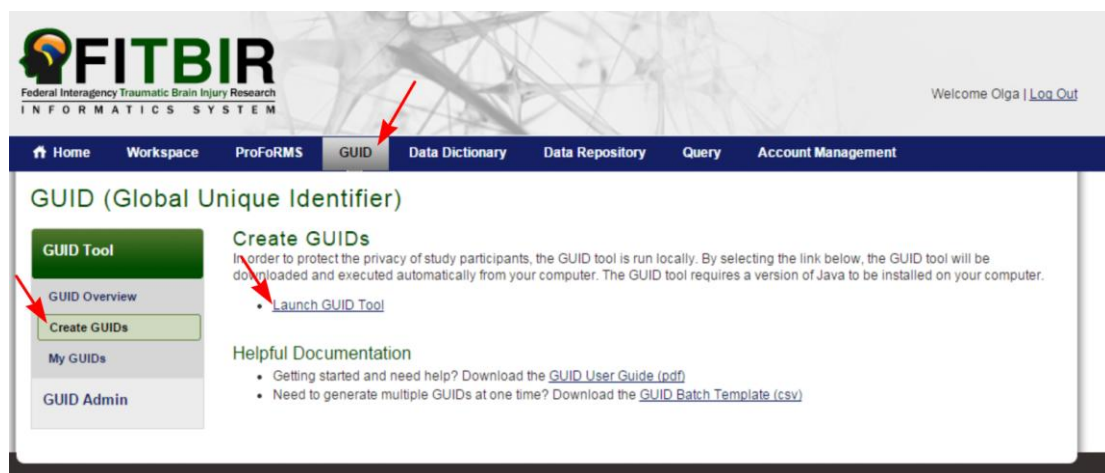 FITBIR
Federal Interagency Traumatic Brain Injury Research
INFORMATICS SYSTEM
Welcome Olga | Log Out
Home Workspace ProFoRMS GUID Data Dictionary Data Repository Query Account Management
GUID (Global Unique Identifier)
GUID Tool
GUID Overview
Create GUIDs
My GUIDs
GUID Admin
Create GUIDs
In order to protect the privacy of study participants, the GUID tool is run locally. By selecting the link below, the GUID tool will be
downloaded and executed automatically from your computer. The GUID tool requires a version of Java to be installed on your computer.
• Launch GUID Tool
Helpful Documentation
• Getting started and need help? Download the GUID User Guide (pdf)
• Need to generate multiple GUIDs at one time? Download the GUID Batch Template (csv)